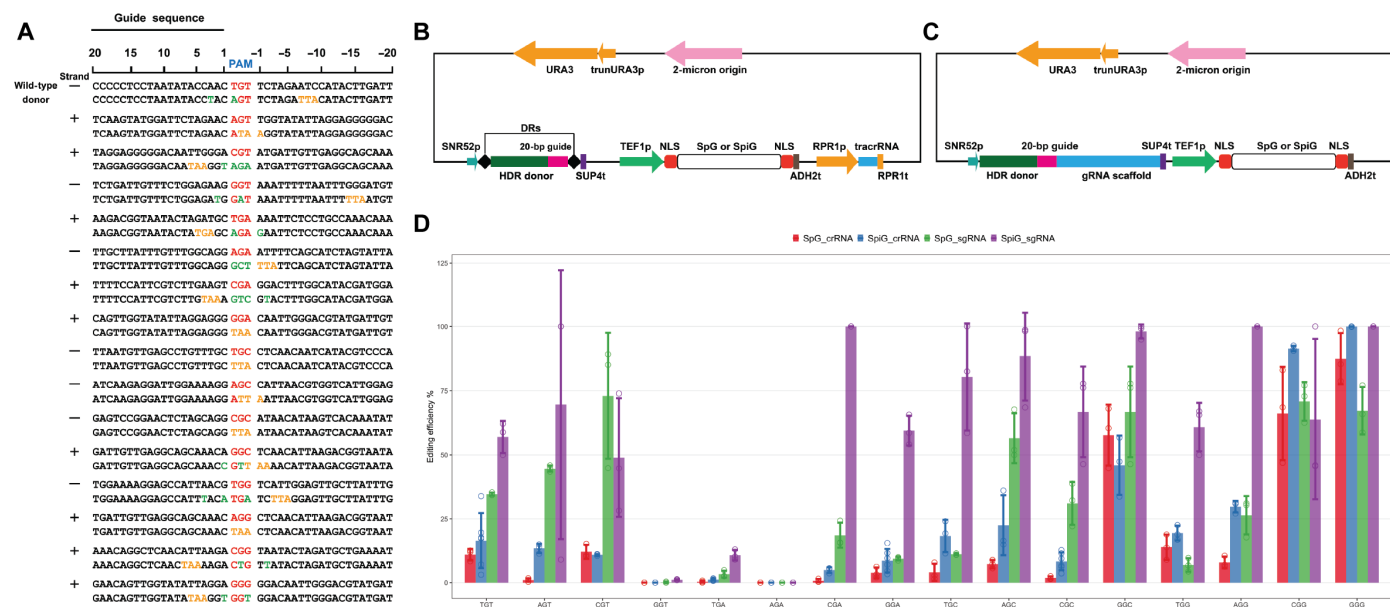 A
Guide sequence
20 15 10 5 1 −1 −5 −10 −15 −20
PAM
Strand
Wild-type − CCCCCTCCTAATATACCAAC TGT TCTAGAATCCATACTTGATT
donor CCCCCTCCTAATATACCTAC AGT TCTAGATTACATACTTGATT
+ TCAAGTATGGATTCTAGAAC AGT TGGTATATTAGGAGGGGGAC
TCAAGTATGGATTCTAGAAC ATA AGGTATATTAGGAGGGGGAC
+ TAGGAGGGGGACAATTGGGA CGT ATGATTGTTGAGGCAGCAAA
TAGGAGGGGGACAATAAGGT AGA ATGATTGTTGAGGCAGCAAA
− TCTGATTGTTTCTGGAGAAG GGT AAATTTTTAATTTGGGATGT
TCTGATTGTTTCTGGAGATG GAT AAATTTTTAATTTTTAATGT
+ AAGACGGTAATACTAGATGC TGA AATTCTCCTGCCAAACAAA
AAGACGGTAATACTTGAAGC AGA GAATTCTCCTGCCAAACAAA
− TTGCTTATTTGTTTGGCAGG AGA ATTTTCAGCATCTAGTATTA
TTGCTTATTTGTTTGGCAGG GCT TTATTCAGCATCTAGTATTA
+ TTTTCCATTCGTCTTGAAGT CGA GGACTTTGGCATACGATGGA
TTTTCCATTCGTCTTGTAAA GTC GTACTTTGGCATACGATGGA
+ CAGTTGGTATATTAGGAGGG GGA CAATTGGGACGTATGATTGT
CAGTTGGTATATTAGGAGGG TAA CAATTGGGACGTATGATTGT
− TTAATGTTGAGCCTGTTTGC TGC CTCAACAATCATACGTCCCA
TTAATGTTGAGCCTGTTTGC TTA CTCAACAATCATACGTCCCA
− ATCAAGAGGATTGGAAAAGG AGC CATTAACGTGGTCATTGGAG
ATCAAGAGGATTGGAAAAGG ATT AATTAACGTGGTCATTGGAG
− GAGTCCGGAACTCTAGCAGG CGC ATAACATAAGTCACAAATAT
GAGTCCGGAACTCTAGCAGG TTA ATAACATAAGTCACAAATAT
+ GATTGTTGAGGCAGCAAACA GGC TCAACATTAAGACGGTAATA
GATTGTTGAGGCAGCAAACC GTT AAAACATTAAGACGGTAATA
− TGGAAAAGGAGCCATTAACG TGG TCATTGGAGTTGCTTATTTG
TGGAAAAGGAGCCATTTACA TGA TCTTAGGAGTTGCTTATTTG
+ TGATTGTTGAGGCAGCAAAC AGG CTCAACATTAAGACGGTAAT
TGATTGTTGAGGCAGCAAAC TAA CTCAACATTAAGACGGTAAT
+ AAACAGGCTCAACATTAAGA CGG TAATACTAGATGCTGAAAAT
AAACAGGCTCAACTAAAAGA CTG TTATACTAGATGCTGAAAAT
+ GAACAGTTGGTATATTAGGA GGG GGACAATTGGGACGTATGAT
GAACAGTTGGTATATAAGGT GGT GGACAATTGGGACGTATGAT
B
URA3 trunURA3p 2-micron origin
DRs
SNR52p 20-bp guide TEF1p NLS SpG or SpiG NLS RPR1p tracrRNA
HDR donor SUP4t ADH2t RPR1t
C
URA3 trunURA3p 2-micron origin
SNR52p 20-bp guide SUP4t TEF1p NLS SpG or SpiG NLS
HDR donor gRNA scaffold ADH2t
D
SpG_crRNA SpiG_crRNA SpG_sgRNA SpiG_sgRNA
Editing efficiency %
125
100
75
50
25
0
TGT AGT CGT GGT TGA AGA CGA GGA TGC AGC CGC GGC TGG AGG CGG CGG